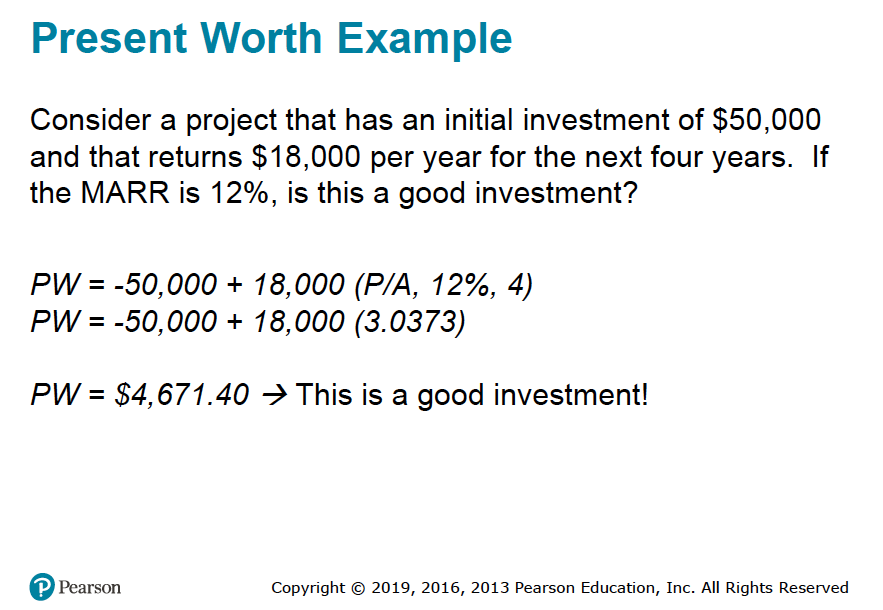 Present Worth Example
Consider a project that has an initial investment of $50,000
and that returns $18,000 per year for the next four years.  If
the MARR is 12%, is this a good investment?
PW = -50,000 + 18,000 (P/A, 12%, 4)
PW = -50,000 + 18,000 (3.0373)
PW = $4,671.40 → This is a good investment!
P Pearson
Copyright © 2019, 2016, 2013 Pearson Education, Inc. All Rights Reserved